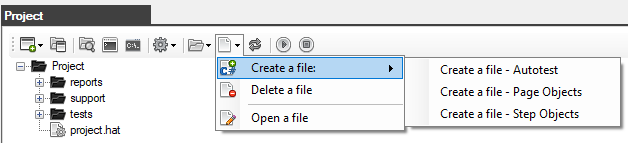 Project
Project
reports
support
tests
project.hat
Create a file:
Delete a file
Open a file
Create a file - Autotest
Create a file - Page Objects
Create a file - Step Objects